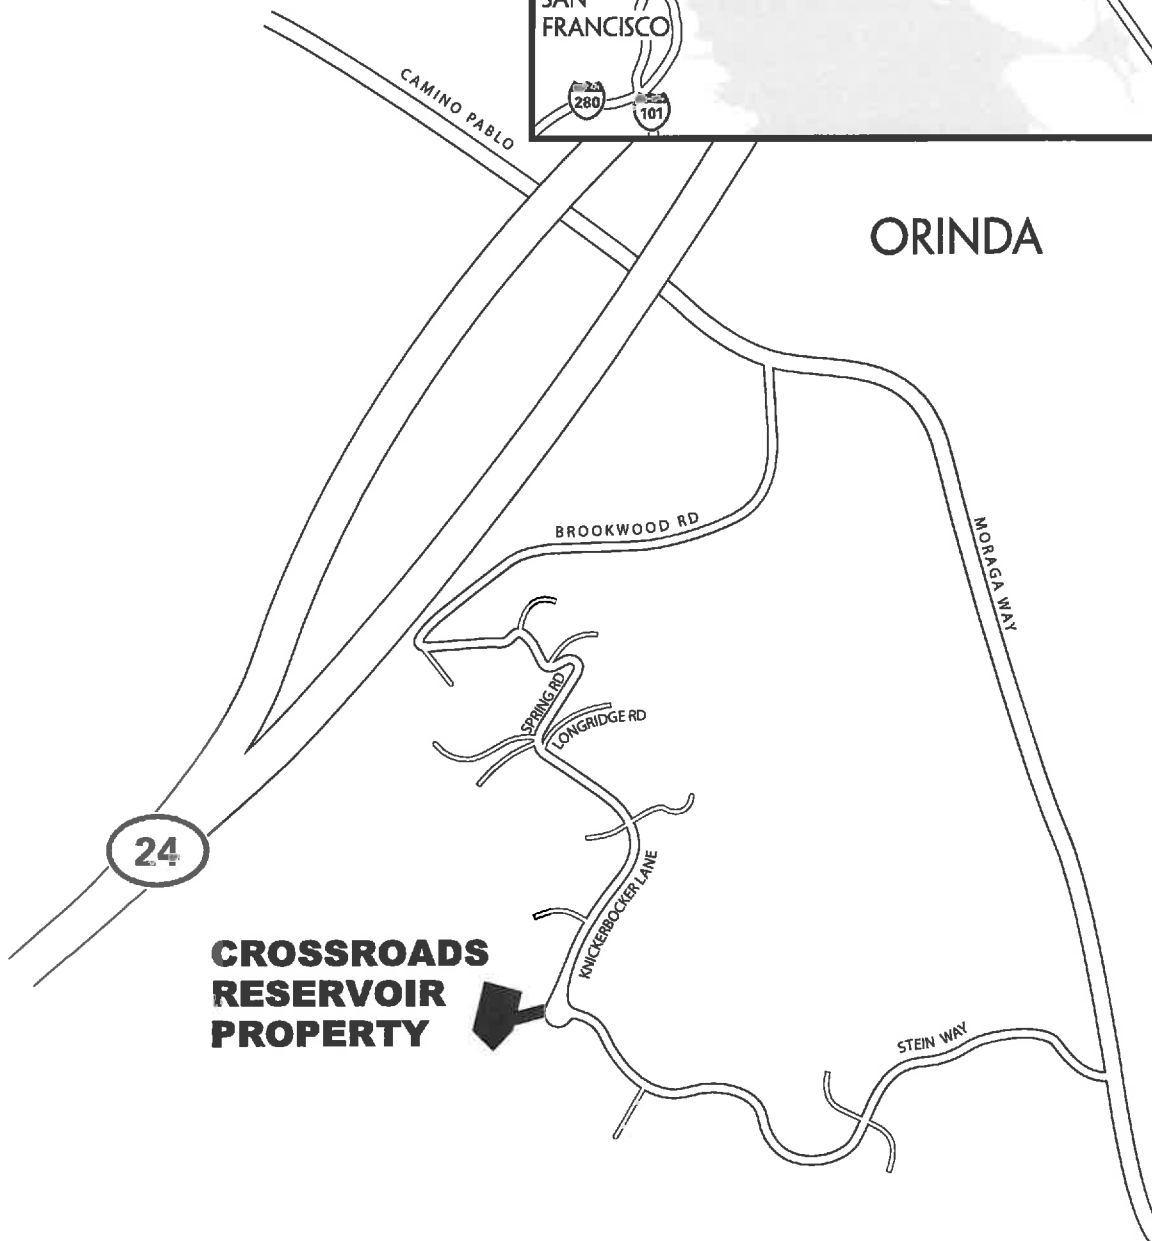 SAN
FRANCISCO
280
101
CAMINO PABLO
ORINDA
BROOKWOOD RD
MORAGA WAY
SPRING RD
LONGRIDGE RD
24
KNICKERBOCKER LANE
CROSSROADS
RESERVOIR
PROPERTY
STEIN WAY